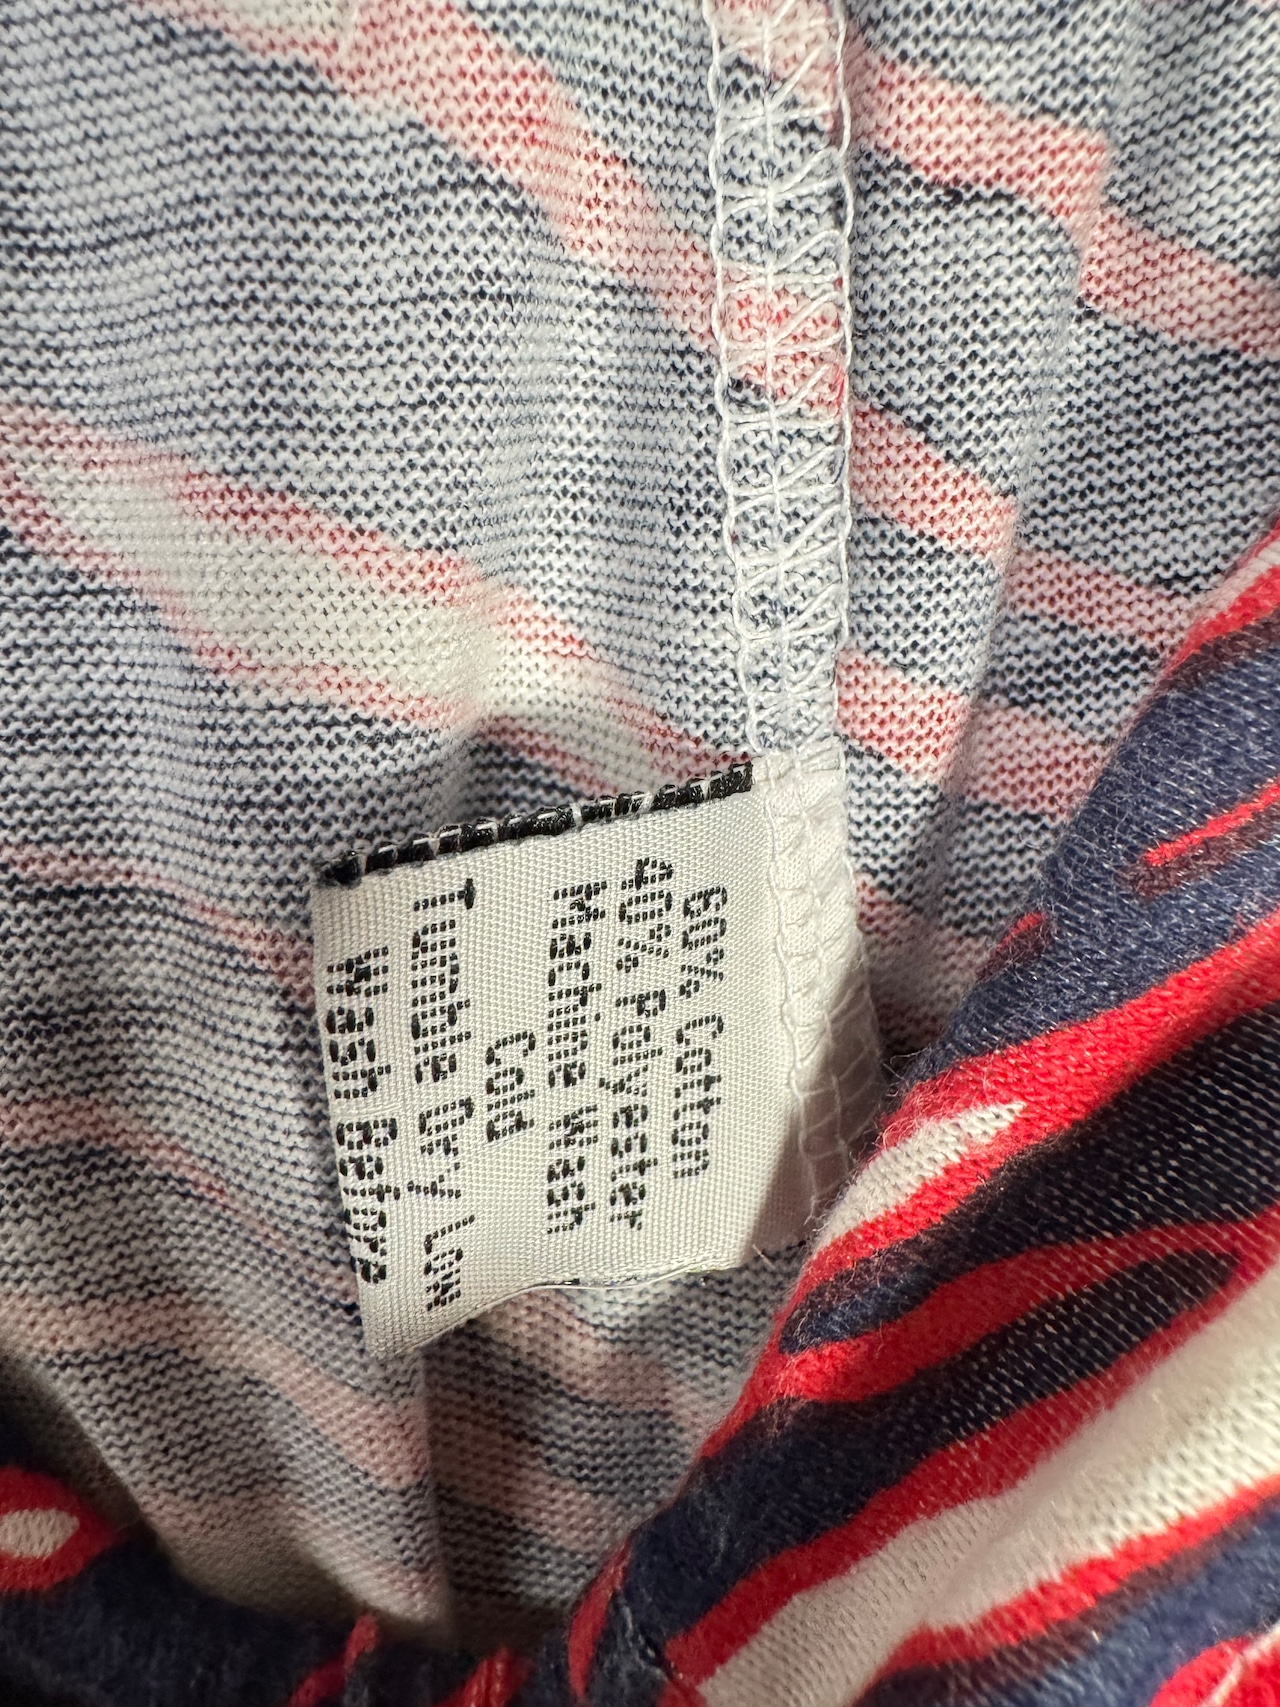 60% Cotton
40% Polyester
Machine Wash
Cold
Tumble Dry Low
Wash Before